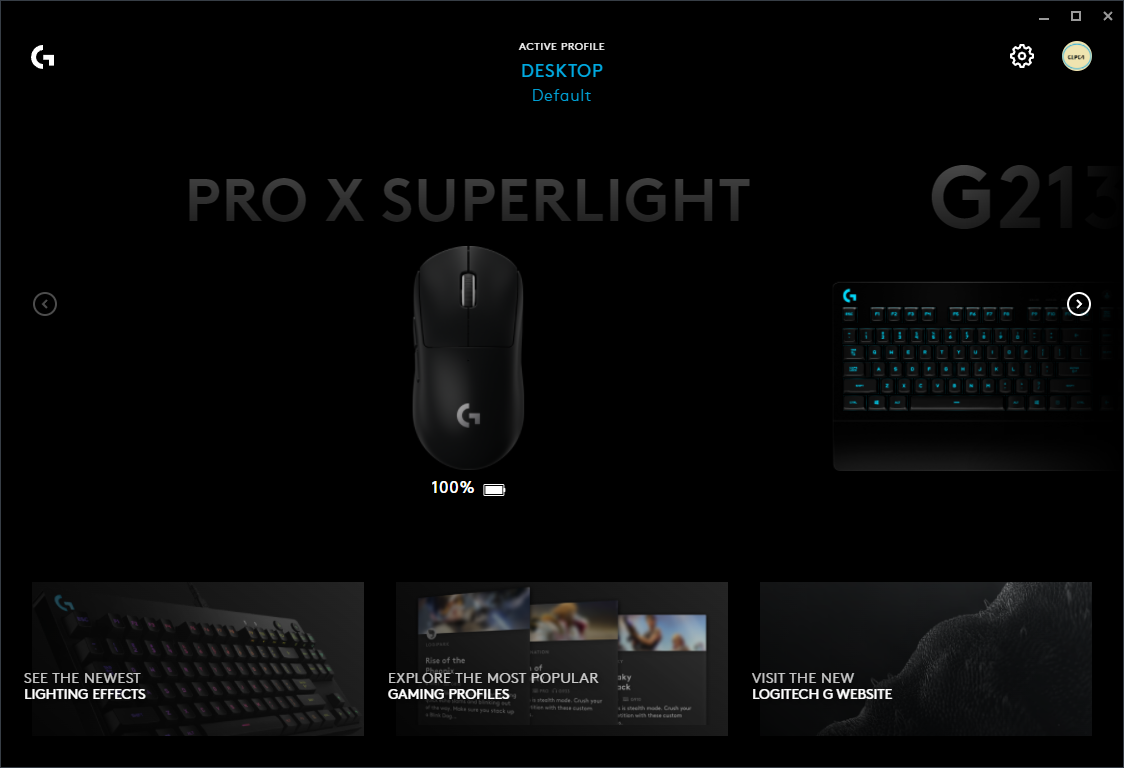 ACTIVE PROFILE
DESKTOP
Default
PRO X SUPERLIGHT
G213
100%
SEE THE NEWEST
LIGHTING EFFECTS
Rise of the
Phoenix
EXPLORE THE MOST POPULAR
GAMING PROFILES
VISIT THE NEW
LOGITECH G WEBSITE